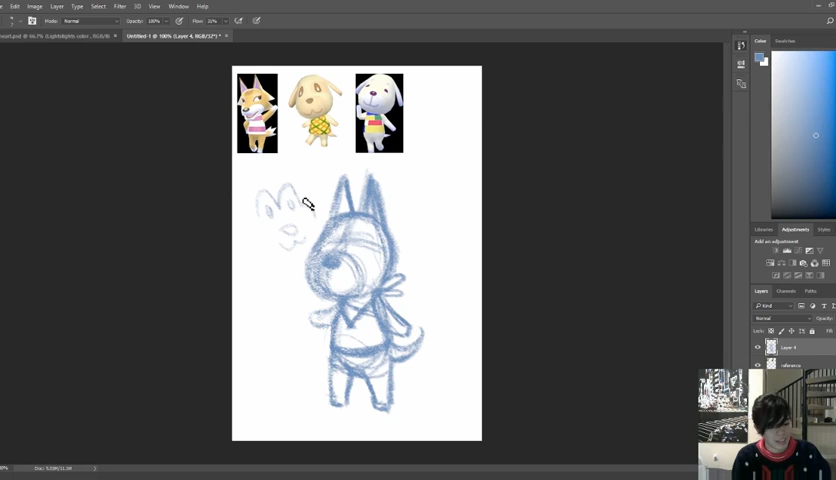 Edit Image Layer Type Select Filter 3D View Window Help
Mode: Normal Opacity: 100% Flow: 21%
Untitled-1 @ 100% (Layer 4, RGB/32*) * ×
Color Swatches
Libraries Adjustments Styles
Add an adjustment
Layers Channels Paths
Kind
Normal Opacity:
Lock: Fill:
Layer 4
reference